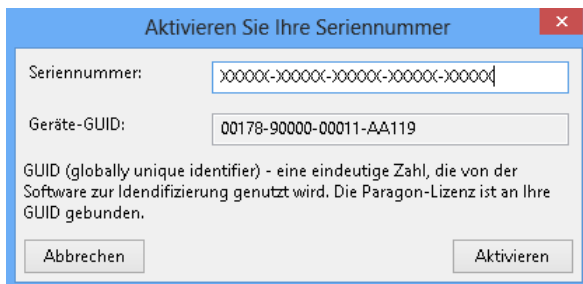 Aktivieren Sie Ihre Seriennummer
Seriennummer: XXXXX-XXXXX-XXXXX-XXXXX-XXXXX
Geräte-GUID: 00178-90000-00011-AA119
GUID (globally unique identifier) - eine eindeutige Zahl, die von der
Software zur Idendifizierung genutzt wird. Die Paragon-Lizenz ist an Ihre
GUID gebunden.
Abbrechen Aktivieren